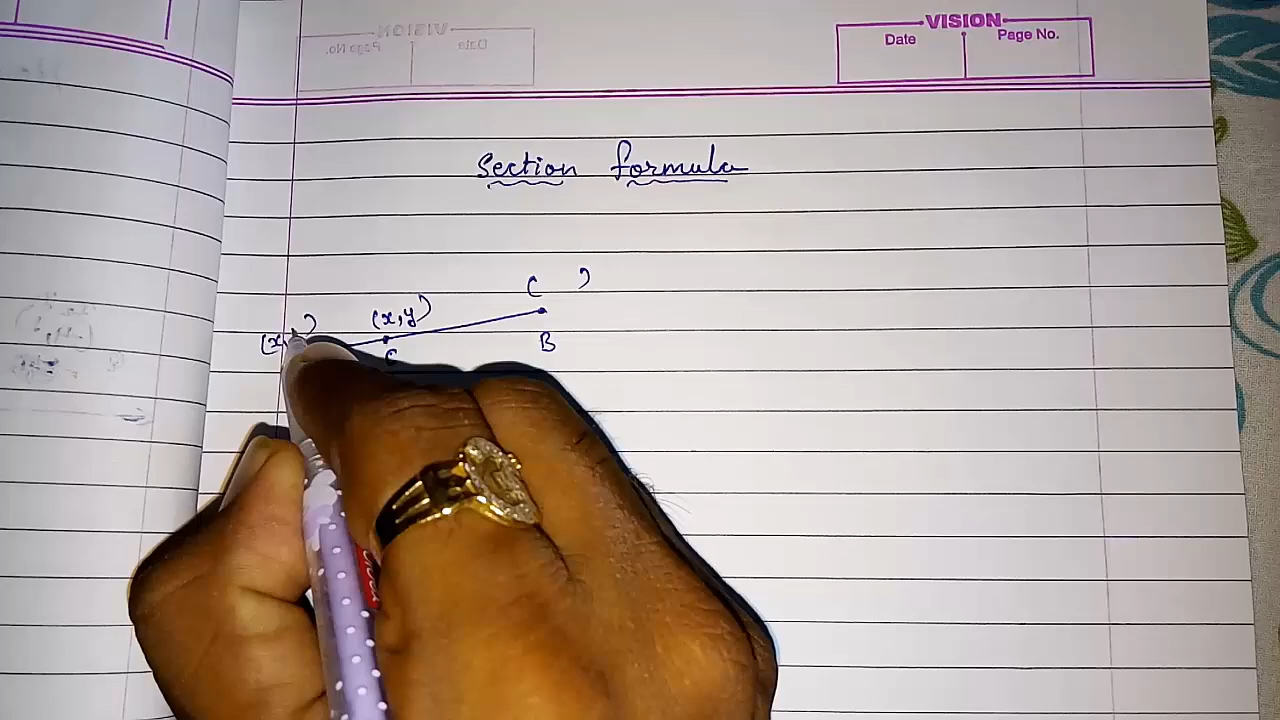 VISION
Date Page No.
Section formula
( )
(x, y)
(x, )
C
B